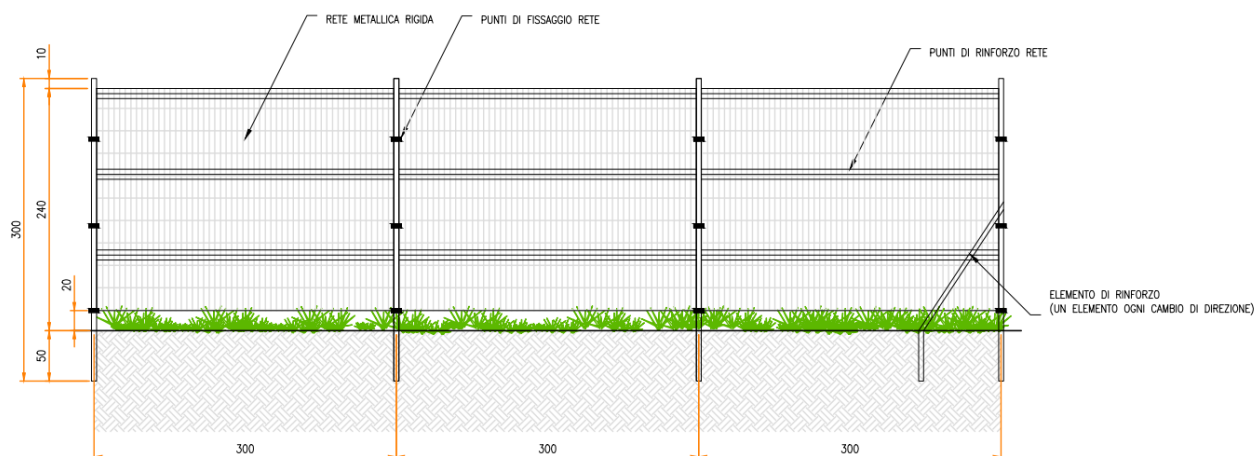 RETE METALLICA RIGIDA
PUNTI DI FISSAGGIO RETE
PUNTI DI RINFORZO RETE
10
300
240
20
50
ELEMENTO DI RINFORZO
(UN ELEMENTO OGNI CAMBIO DI DIREZIONE)
300
300
300